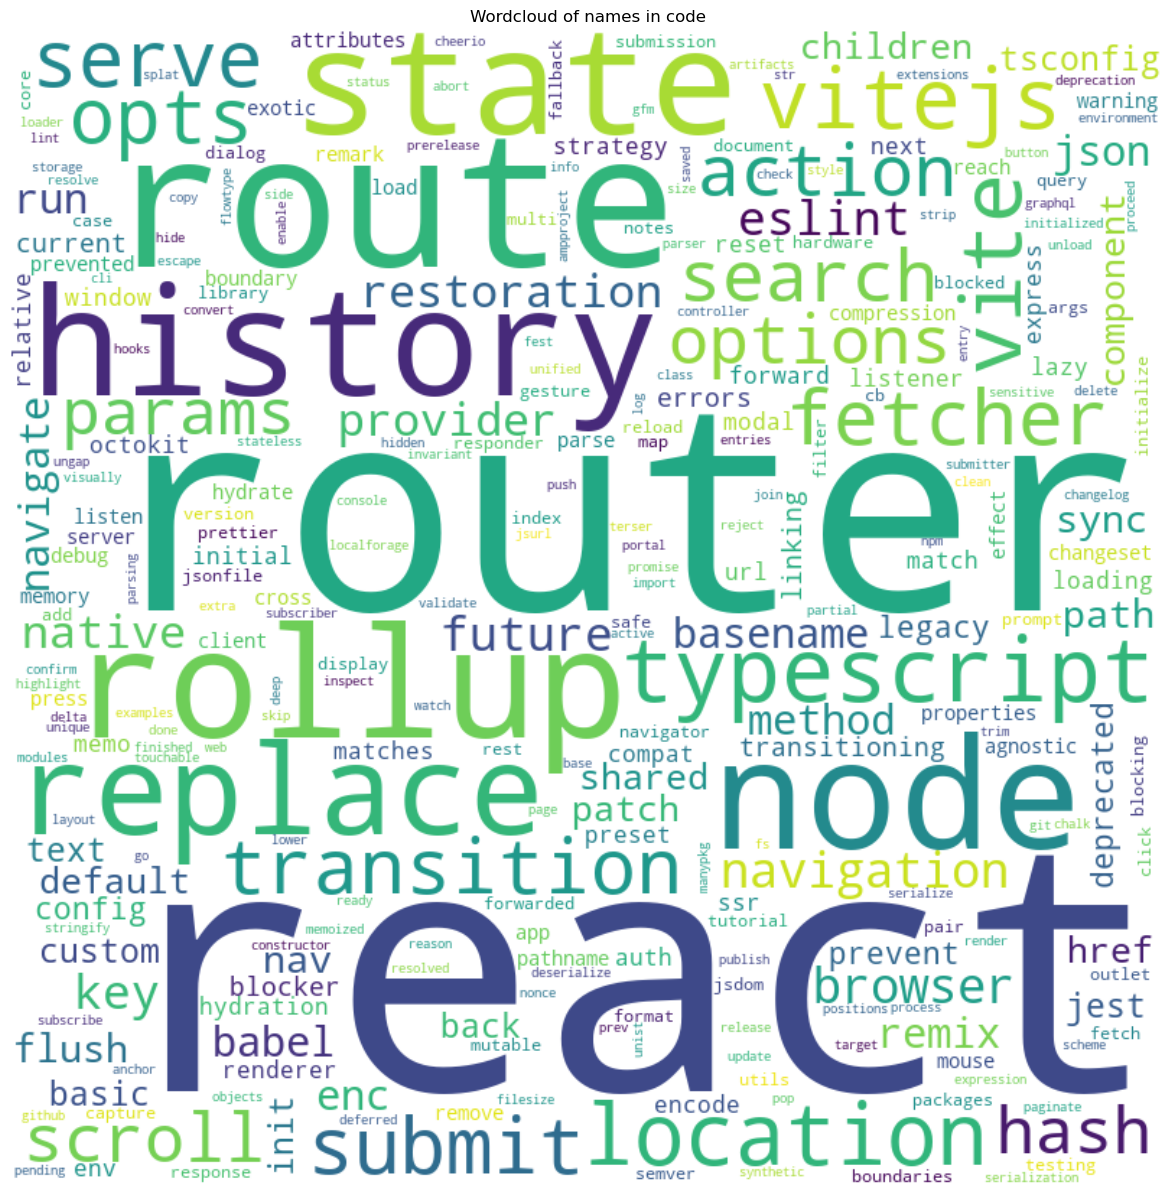 Wordcloud of names in code
serve
state
attributes
cheerio
splat
status
abort
fallback
submission
artifacts
gfm
str
children
extensions
tsconfig
deprecation
core
loader
lint
opts
exotic
vitejs
warning
environment
storage
resolve
dialog
remark
prerelease
strategy
info
document
saved
next
reach
button
json
run
case
copy
flowtype
side
enable
route
load
multi
ampproject
notes
size
parser
action
check
style
query
graphql
current
hide
escape
eslint
strip
initialized
proceed
prevented
cli
boundary
reset
hardware
unload
window
library
convert
restoration
search
blocked
vite
express
component
relative
history
hooks
controller
compression
args
fest
unified
gesture
options
class
forward
listener
entry
lazy
sensitive
delete
initialize
params
provider
log
errors
cb
fetcher
navigate
octokit
stateless
hidden
invariant
responder
parse
reload
map
modal
entries
filter
ungap
visually
hydrate
console
push
router
join
submitter
clean
changelog
listen
version
index
jsurl
terser
reject
linking
effect
sync
server
prettier
localforage
portal
npm
debug
parsing
initial
jsonfile
promise
import
url
match
changeset
loading
memory
extra
cross
subscriber
validate
partial
prompt
path
add
native
client
future
safe
active
basename
legacy
confirm
highlight
rollup
display
inspect
typescript
press
delta
unique
examples
deep
skip
watch
method
properties
memo
done
finished
web
touchable
modules
matches
rest
navigator
compat
transitioning
trim
agnostic
deprecated
blocking
base
shared
replace
node
page
patch
layout
preset
git
chalk
click
text
go
lower
transition
manypkg
fs
navigation
default
serialize
config
stringify
ready
forwarded
ssr
tutorial
memoized
custom
constructor
nav
react
reason
app
pair
render
href
resolved
pathname
auth
prevent
outlet
blocker
deserialize
publish
jsdom
key
hydration
nonce
browser
jest
subscribe
format
positions
process
flush
babel
back
prev
unist
release
remix
fetch
mutable
target
scheme
anchor
renderer
update
mouse
basic
objects
enc
filesize
utils
expression
github
capture
deferred
remove
encode
pop
packages
paginate
scroll
init
submit
location
hash
pending
env
response
semver
synthetic
boundaries
testing
serialization